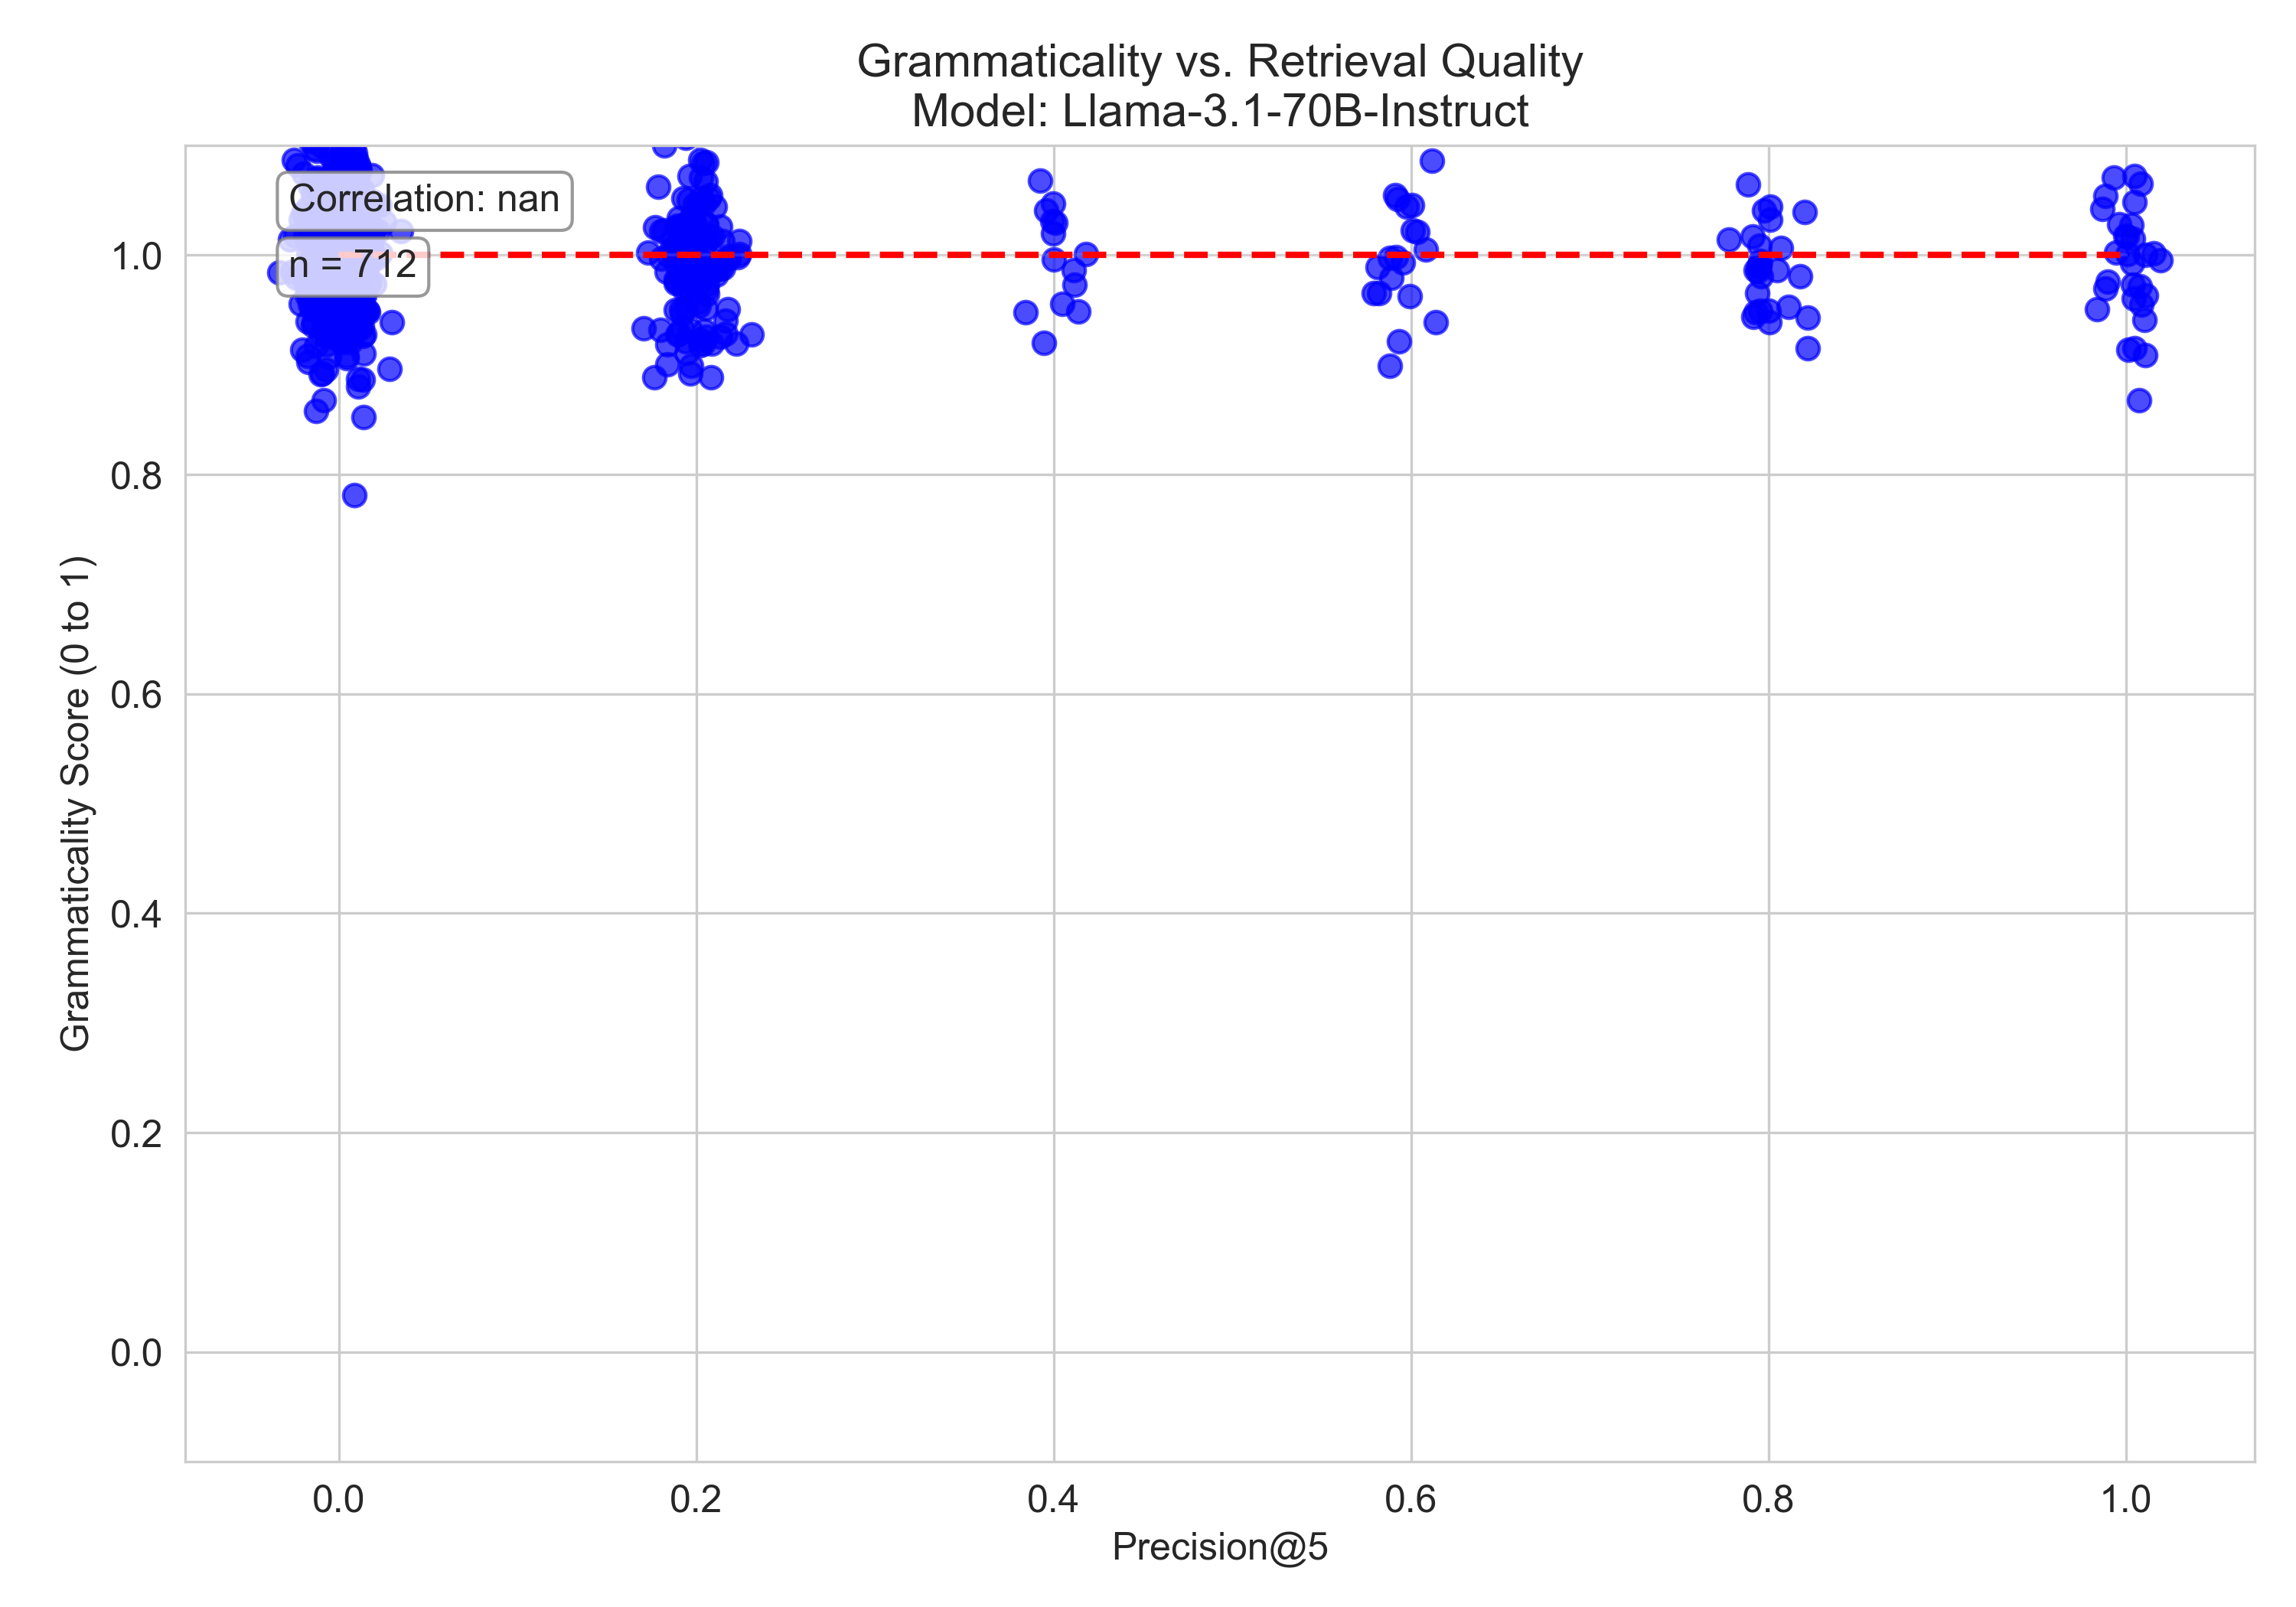 Grammaticality vs. Retrieval Quality
Model: Llama-3.1-70B-Instruct
Correlation: nan
n = 712
Grammaticality Score (0 to 1)
1.0
0.8
0.6
0.4
0.2
0.0
0.0 0.2 0.4 0.6 0.8 1.0
Precision@5